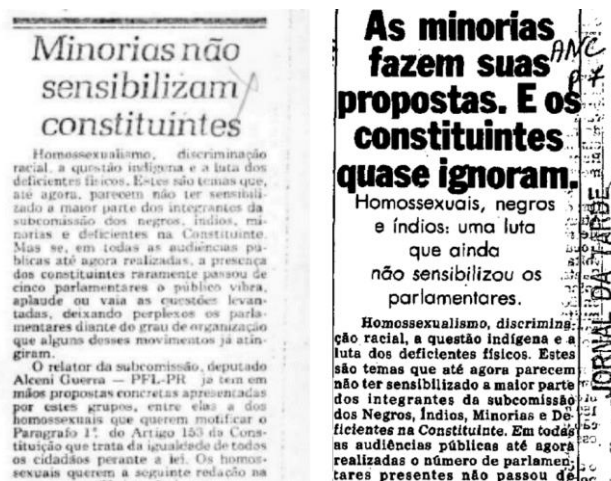 Minorias não
sensibilizam
constituintes
Homossexualismo, discriminação
racial, a questão indígena e a luta dos
deficientes físicos. Estes são temas que,
até agora, parecem não ter sensibili-
zado a maior parte dos integrantes da
subcomissão dos negros, índios, mi-
norias e deficientes na Constituinte.
Mas se, em todas as audiências pú-
blicas até agora realizadas, a presença
dos constituintes raramente passou de
cinco parlamentares o público vibra,
aplaude ou vaia as questões levan-
tadas, deixando perplexos os parla-
mentares diante do grau de organização
que alguns desses movimentos já atin-
giram.
O relator da subcomissão, deputado
Alceni Guerra — PFL-PR já tem em
mãos propostas concretas apresentadas
por estes grupos, entre elas a dos
homossexuais que querem motificar o
Paragrafo 1º. do Artigo 153 da Cons-
tituição que trata da igualdade de todos
os cidadãos perante a lei. Os homos-
sexuais querem a seguinte redação na
As minorias
fazem suas
propostas. E os
constituintes
quase ignoram.
Homossexuais, negros
e índios: uma luta
que ainda
não sensibilizou os
parlamentares.
Homossexualismo, discrimina-
ção racial, a questão indígena e a
luta dos deficientes físicos. Estes
são temas que até agora parecem
não ter sensibilizado a maior parte
dos integrantes da subcomissão
dos Negros, Índios, Minorias e De-
ficientes na Constituinte. Em todas
as audiências públicas até agora
realizadas o número de parlamen-
tares presentes não passou de
ANC
P 7
JORNAL DA TARDE